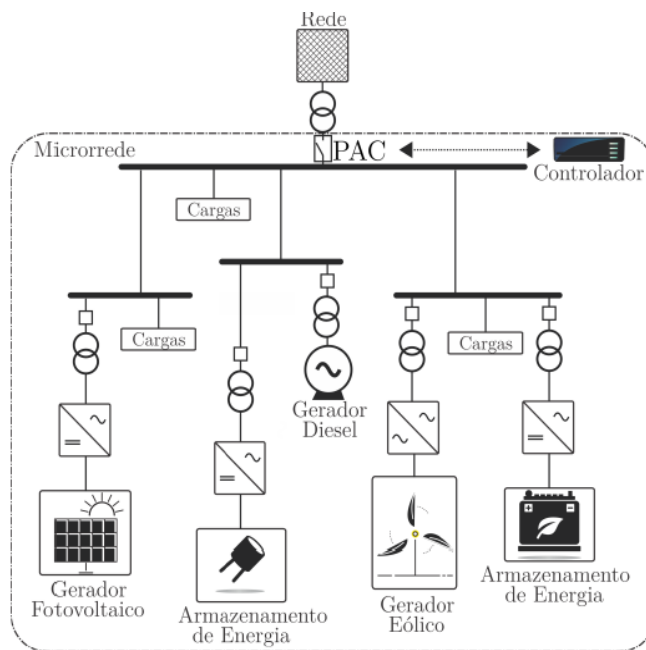 Rede
Microrrede
PAC
Controlador
Cargas
Cargas
Cargas
Gerador
Diesel
Gerador
Fotovoltaico
Armazenamento
de Energia
Gerador
Eólico
Armazenamento
de Energia